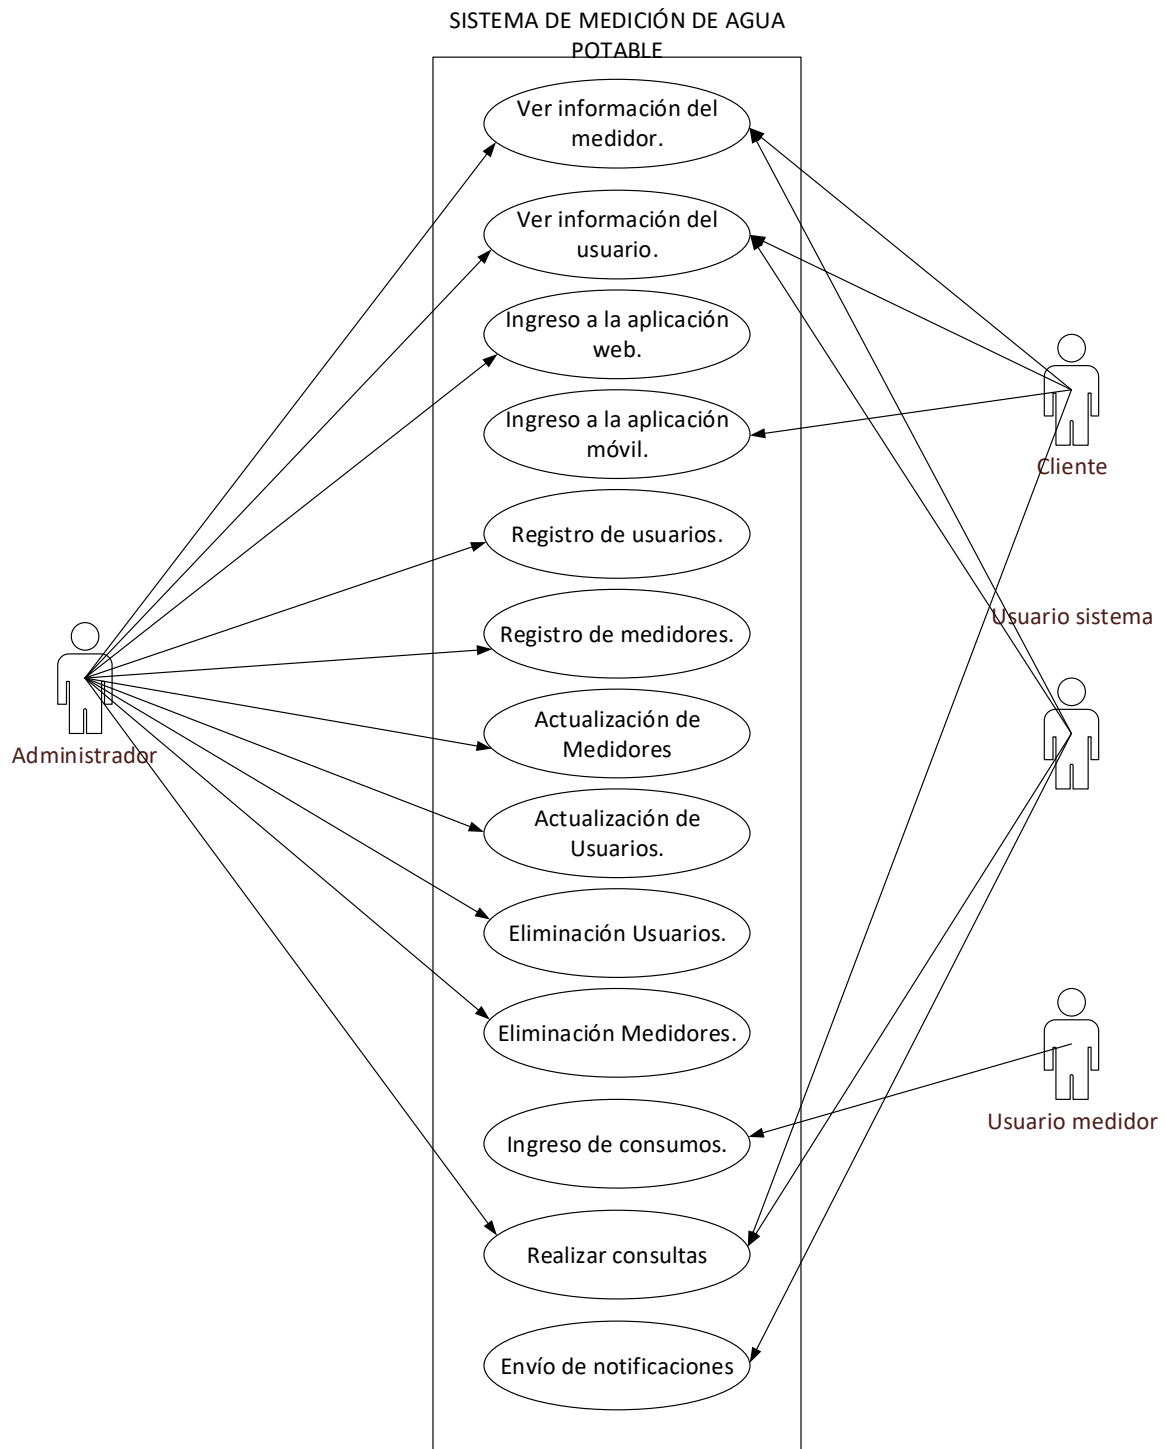 SISTEMA DE MEDICIÓN DE AGUA
POTABLE
Ver información del
medidor.
Ver información del
usuario.
Ingreso a la aplicación
web.
Ingreso a la aplicación
móvil.
Cliente
Registro de usuarios.
Usuario sistema
Registro de medidores.
Administrador
Actualización de
Medidores
Actualización de
Usuarios.
Eliminación Usuarios.
Eliminación Medidores.
Usuario medidor
Ingreso de consumos.
Realizar consultas
Envío de notificaciones